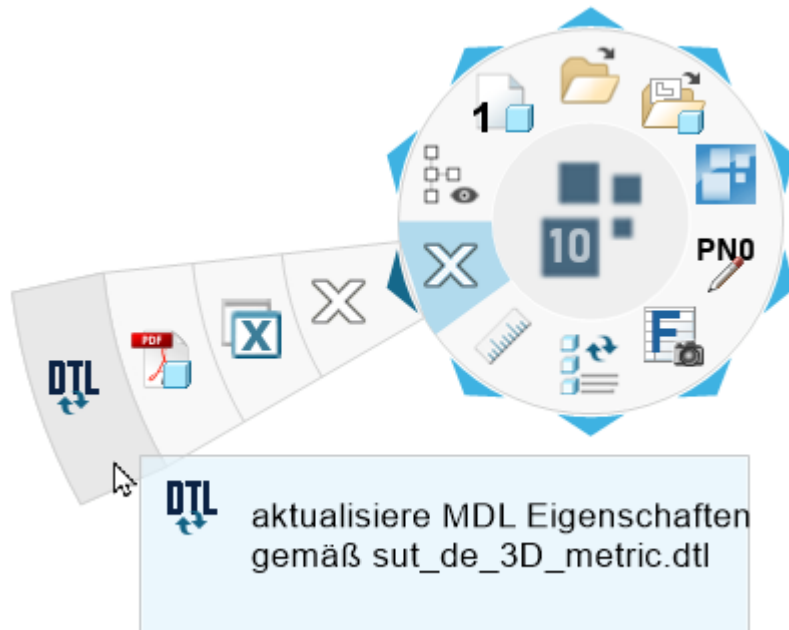 1
10
PN0
F
X
PDF
DTL
DTL
aktualisiere MDL Eigenschaften
gemäß sut_de_3D_metric.dtl